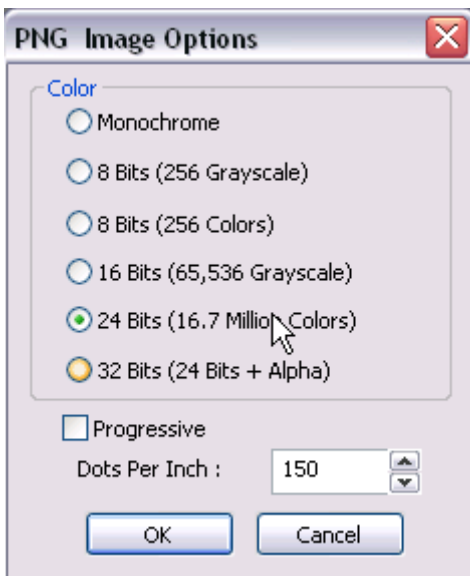 PNG Image Options
Color
Monochrome
8 Bits (256 Grayscale)
8 Bits (256 Colors)
16 Bits (65,536 Grayscale)
24 Bits (16.7 Million Colors)
32 Bits (24 Bits + Alpha)
Progressive
Dots Per Inch : 150
OK Cancel